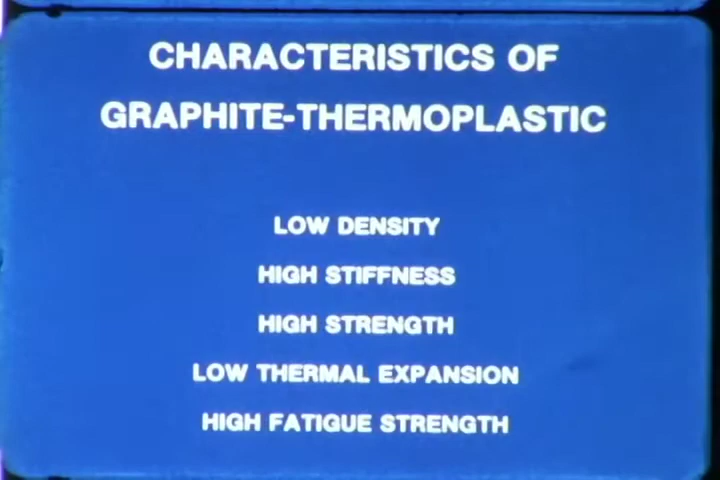 CHARACTERISTICS OF
GRAPHITE-THERMOPLASTIC
LOW DENSITY
HIGH STIFFNESS
HIGH STRENGTH
LOW THERMAL EXPANSION
HIGH FATIGUE STRENGTH